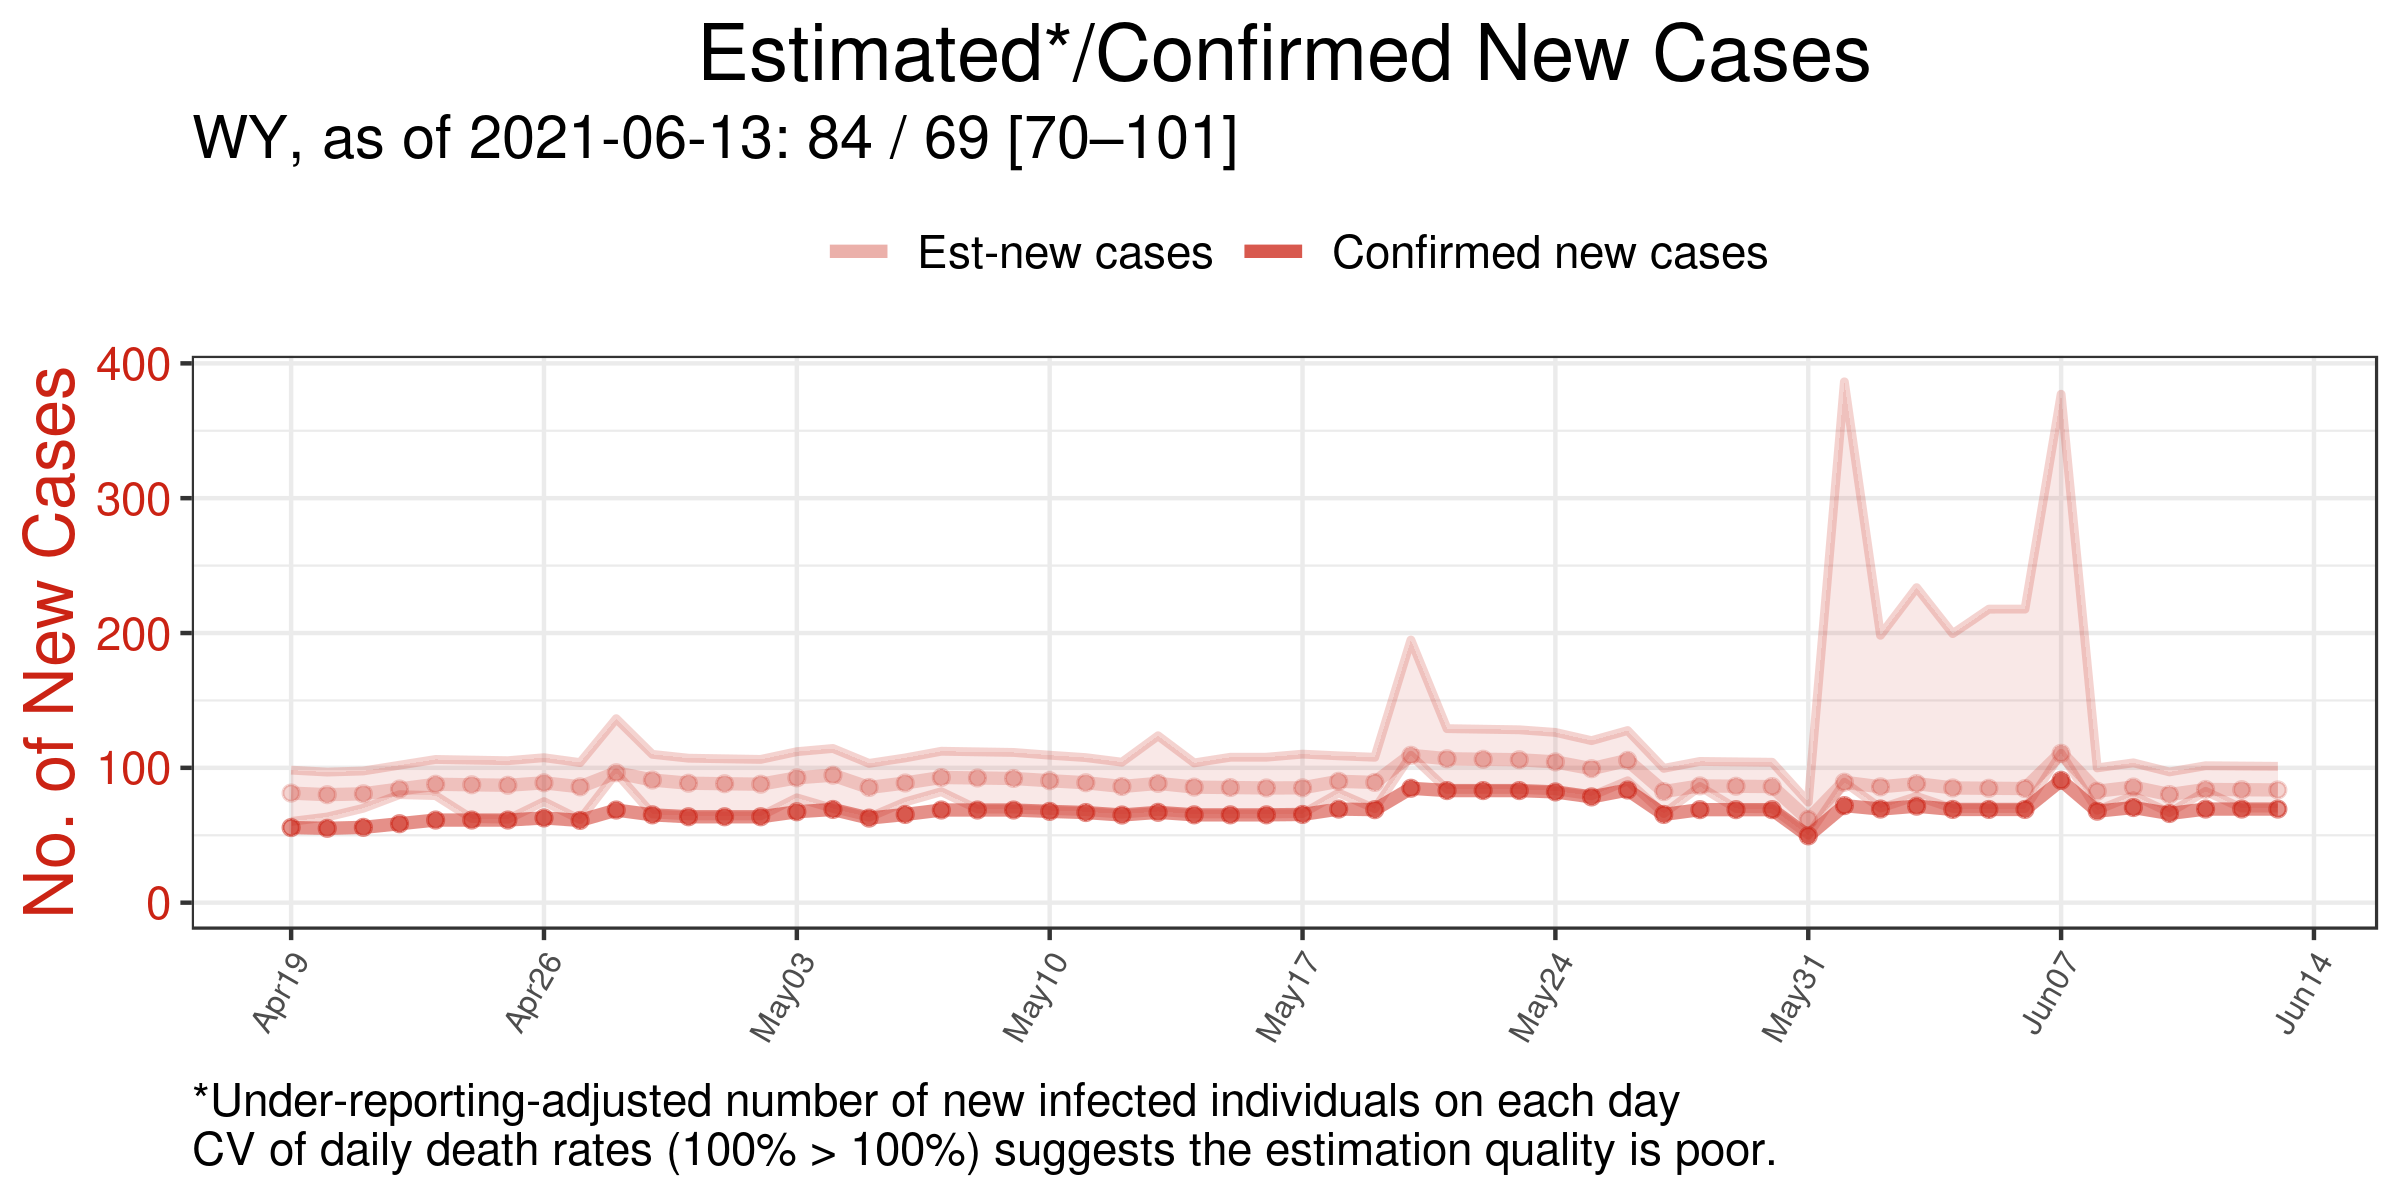 Estimated*/Confirmed New Cases
WY, as of 2021-06-13: 84 / 69 [70–101]
Est-new cases
Confirmed new cases
No. of New Cases
400
300
200
100
0
Apr19
Apr26
May03
May10
May17
May24
May31
Jun07
Jun14
*Under-reporting-adjusted number of new infected individuals on each day
CV of daily death rates (100% > 100%) suggests the estimation quality is poor.